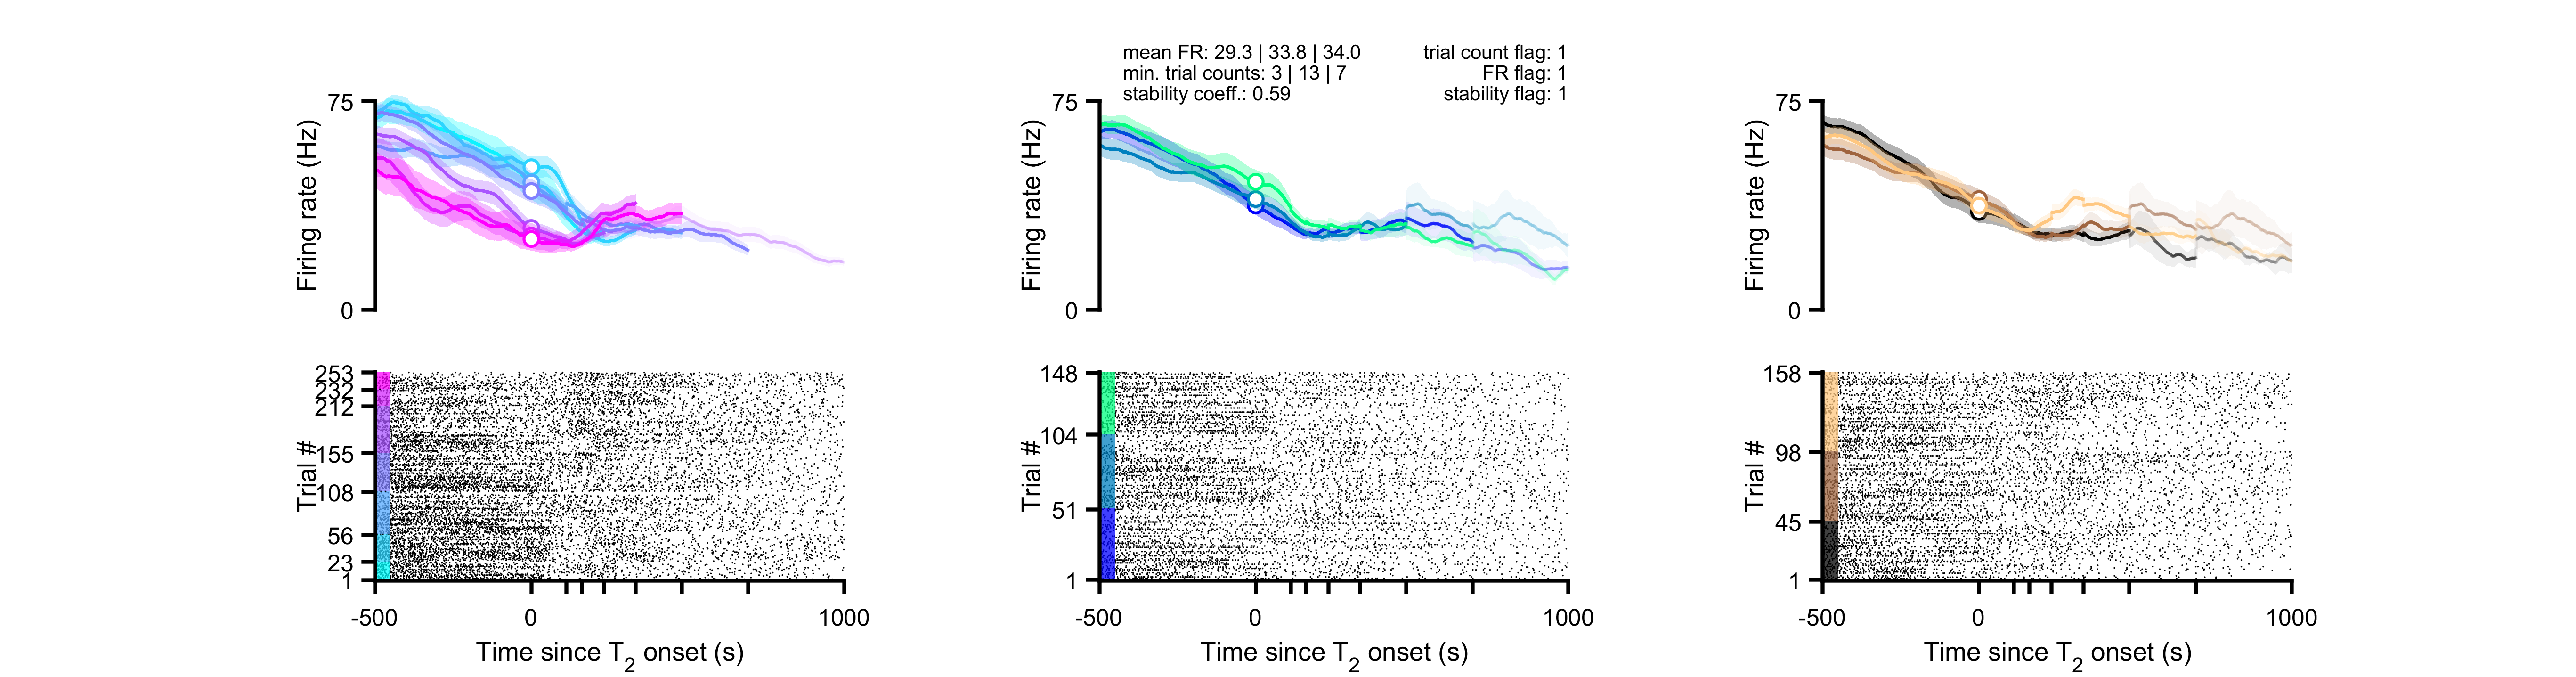 mean FR: 29.3 | 33.8 | 34.0
min. trial counts: 3 | 13 | 7
stability coeff.: 0.59
trial count flag: 1
FR flag: 1
stability flag: 1
75
0
Firing rate (Hz)
75
0
Firing rate (Hz)
75
0
Firing rate (Hz)
253
232
212
155
108
56
23
1
Trial #
-500
0
1000
Time since T2 onset (s)
148
104
51
1
Trial #
-500
0
1000
Time since T2 onset (s)
158
98
45
1
Trial #
-500
0
1000
Time since T2 onset (s)